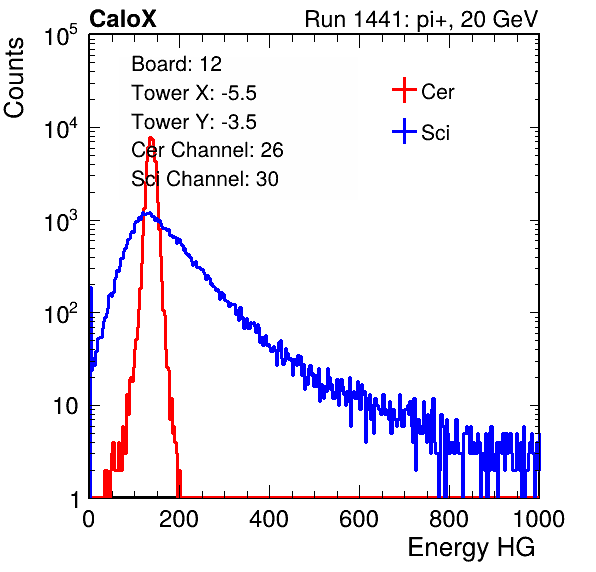 CaloX Run 1441: pi+, 20 GeV
Counts
Board: 12
Tower X: -5.5
Tower Y: -3.5
Cer Channel: 26
Sci Channel: 30
Cer
Sci
10^5
10^4
10^3
10^2
10
1
0 200 400 600 800 1000
Energy HG